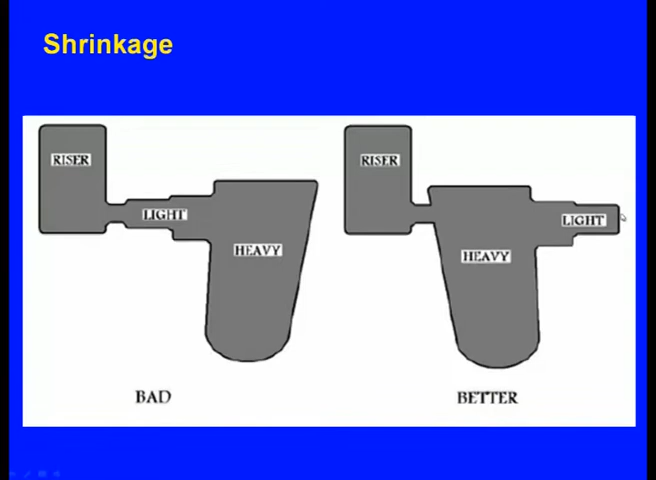 Shrinkage
RISER
LIGHT
HEAVY
BAD
RISER
LIGHT
HEAVY
BETTER